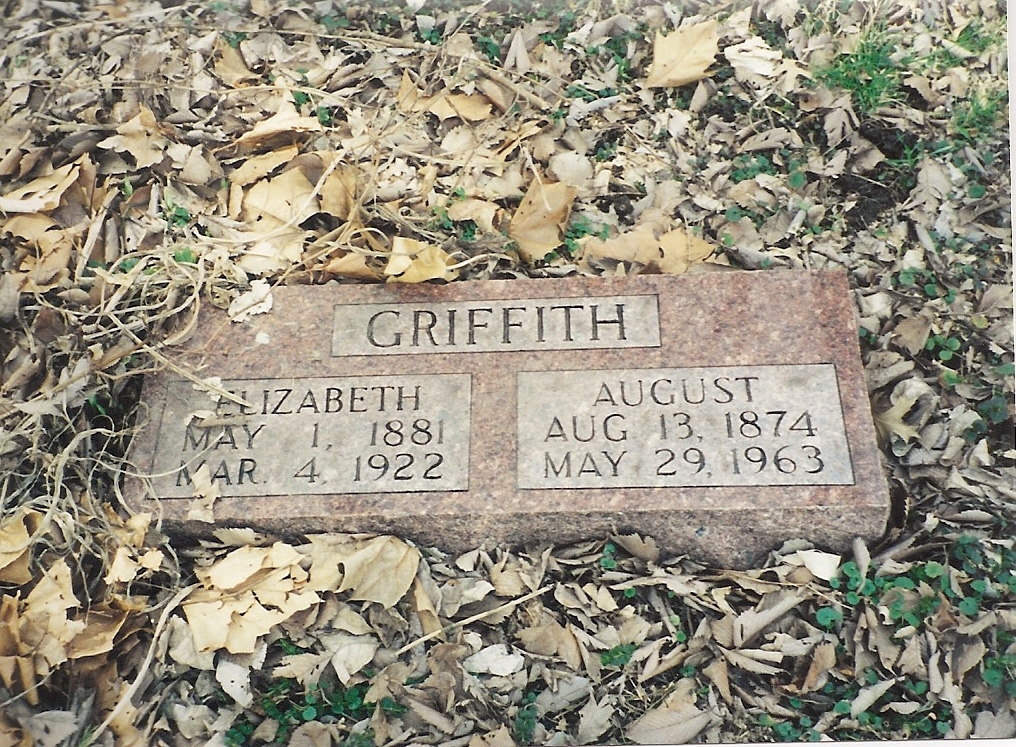 GRIFFITH
ELIZABETH
MAY 1, 1881
MAR. 4, 1922
AUGUST
AUG 13, 1874
MAY 29, 1963